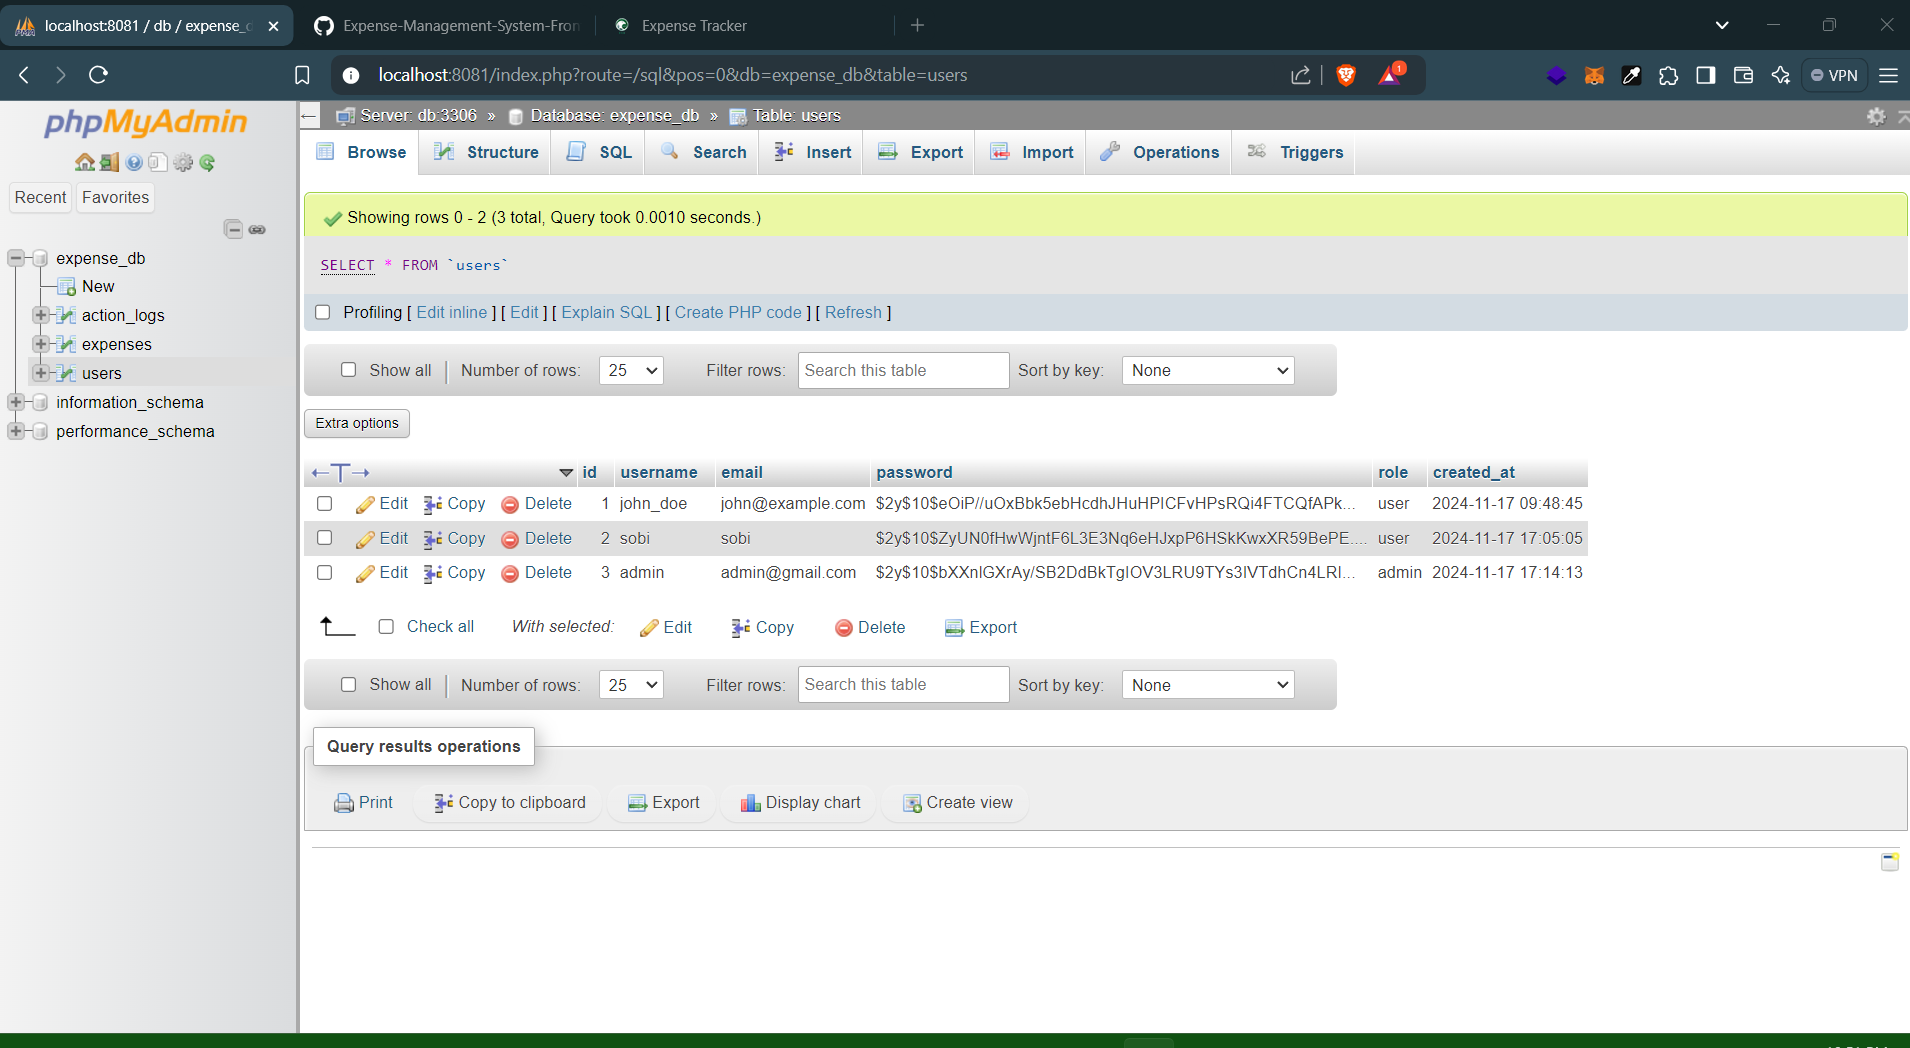 localhost:8081 / db / expense_d
Expense-Management-System-Fron
Expense Tracker
localhost:8081/index.php?route=/sql&pos=0&db=expense_db&table=users
1
VPN
phpMyAdmin
Recent
Favorites
expense_db
New
action_logs
expenses
users
information_schema
performance_schema
Server: db:3306 » Database: expense_db » Table: users
Browse Structure SQL Search Insert Export Import Operations Triggers
Showing rows 0 - 2 (3 total, Query took 0.0010 seconds.)
SELECT * FROM `users`
Profiling [ Edit inline ] [ Edit ] [ Explain SQL ] [ Create PHP code ] [ Refresh ]
Show all Number of rows: 25 Filter rows: Search this table Sort by key: None
Extra options
id username email password role created_at
Edit Copy Delete 1 john_doe john@example.com $2y$10$eOiP//uOxBbk5ebHcdhJHuHPICFvHPsRQi4FTCQfAPk... user 2024-11-17 09:48:45
Edit Copy Delete 2 sobi sobi $2y$10$ZyUN0fHwWjntF6L3E3Nq6eHJxpP6HSkKwxXR59BePE.... user 2024-11-17 17:05:05
Edit Copy Delete 3 admin admin@gmail.com $2y$10$bXXnlGXrAy/SB2DdBkTgIOV3LRU9TYs3IVTdhCn4LRI... admin 2024-11-17 17:14:13
Check all With selected: Edit Copy Delete Export
Show all Number of rows: 25 Filter rows: Search this table Sort by key: None
Query results operations
Print Copy to clipboard Export Display chart Create view